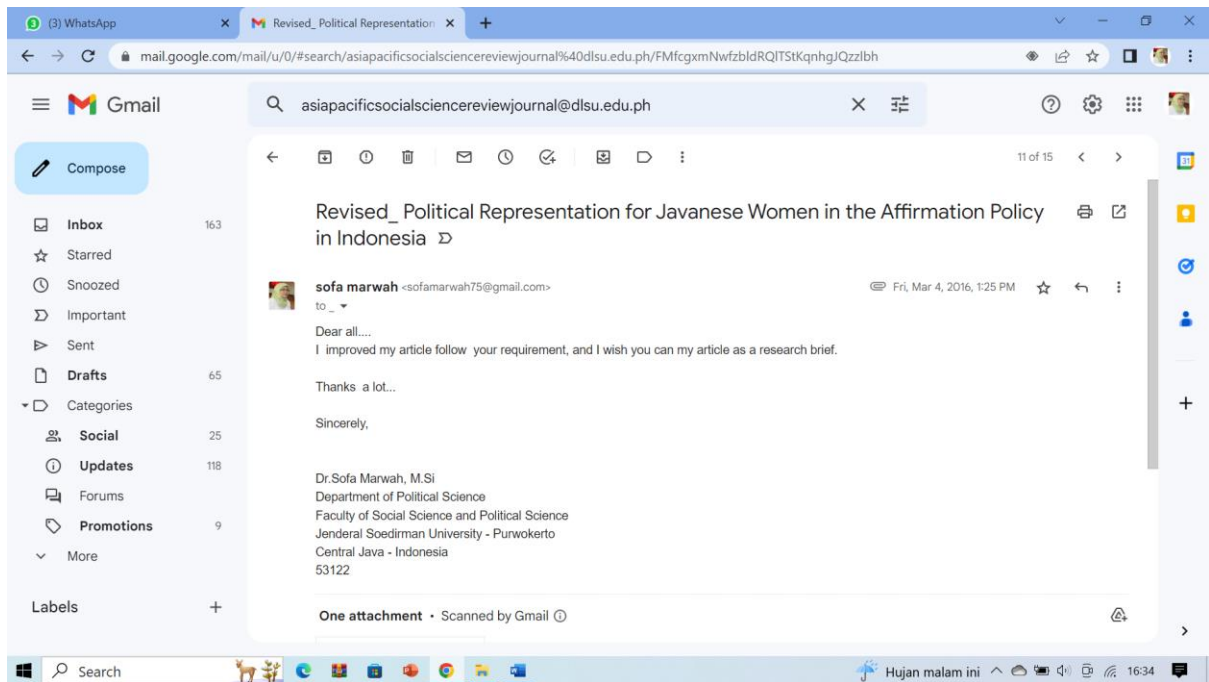 (3) WhatsApp
Revised_ Political Representation
mail.google.com/mail/u/0/#search/asiapacificsocialsciencereviewjournal%40dlsu.edu.ph/FMfcgxmNwfzbldRQlTStKqnhgJQzzlbh
Gmail
asiapacificsocialsciencereviewjournal@dlsu.edu.ph
Compose
11 of 15
31
Inbox 163
Starred
Snoozed
Important
Sent
Drafts 65
Categories
Social 25
Updates 118
Forums
Promotions 9
More
Labels
Revised_ Political Representation for Javanese Women in the Affirmation Policy
in Indonesia
sofa marwah <sofamarwah75@gmail.com> Fri, Mar 4, 2016, 1:25 PM
to _
Dear all....
I improved my article follow your requirement, and I wish you can my article as a research brief.
Thanks a lot...
Sincerely,
Dr.Sofa Marwah, M.Si
Department of Political Science
Faculty of Social Science and Political Science
Jenderal Soedirman University - Purwokerto
Central Java - Indonesia
53122
One attachment • Scanned by Gmail
Search
Hujan malam ini
16:34